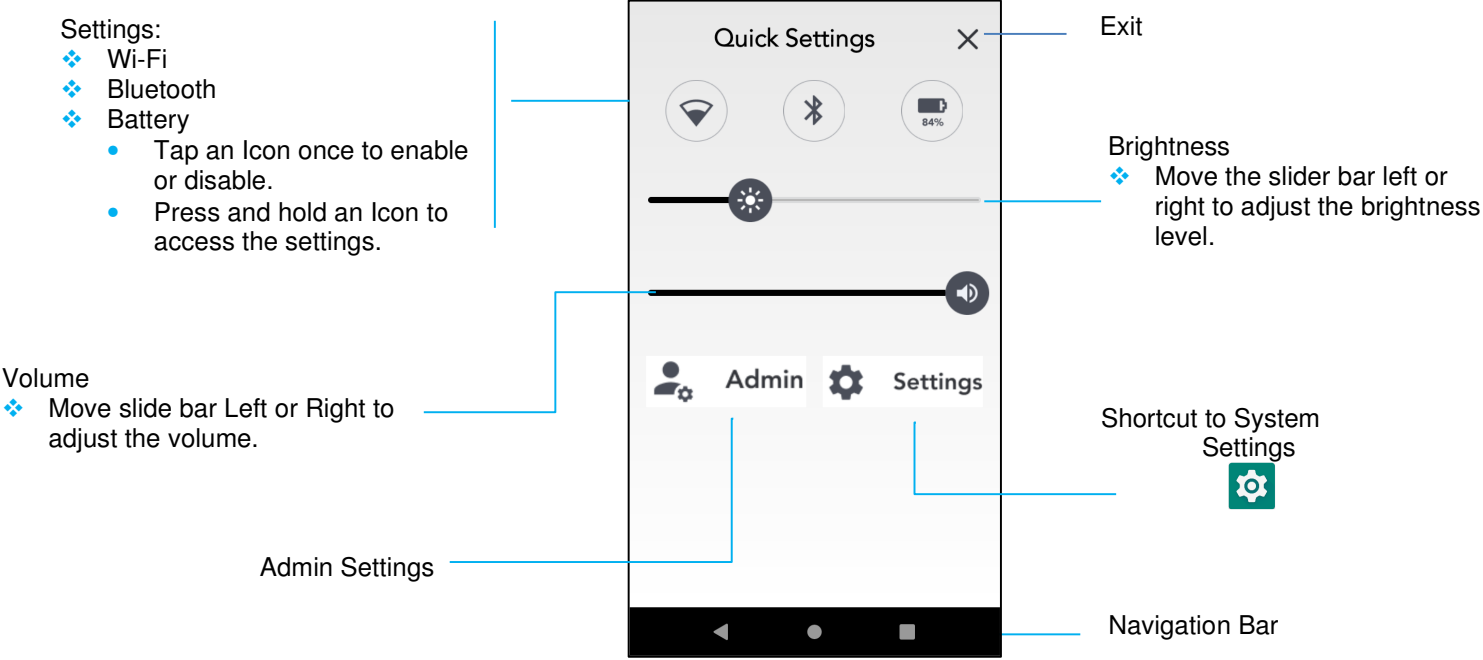 Settings:
❖ Wi-Fi
❖ Bluetooth
❖ Battery
• Tap an Icon once to enable
or disable.
• Press and hold an Icon to
access the settings.
Volume
❖ Move slide bar Left or Right to
adjust the volume.
Admin Settings
Quick Settings
84%
Admin
Settings
Exit
Brightness
❖ Move the slider bar left or
right to adjust the brightness
level.
Shortcut to System
Settings
Navigation Bar